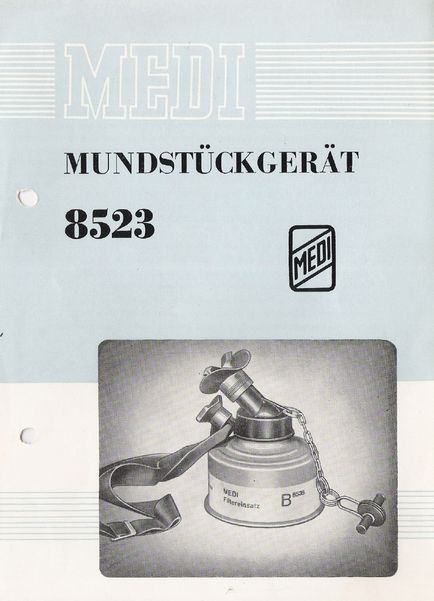 MEDI
MUNDSTÜCKGERÄT
8523
MEDI
MEDI
Filtereinsatz
B